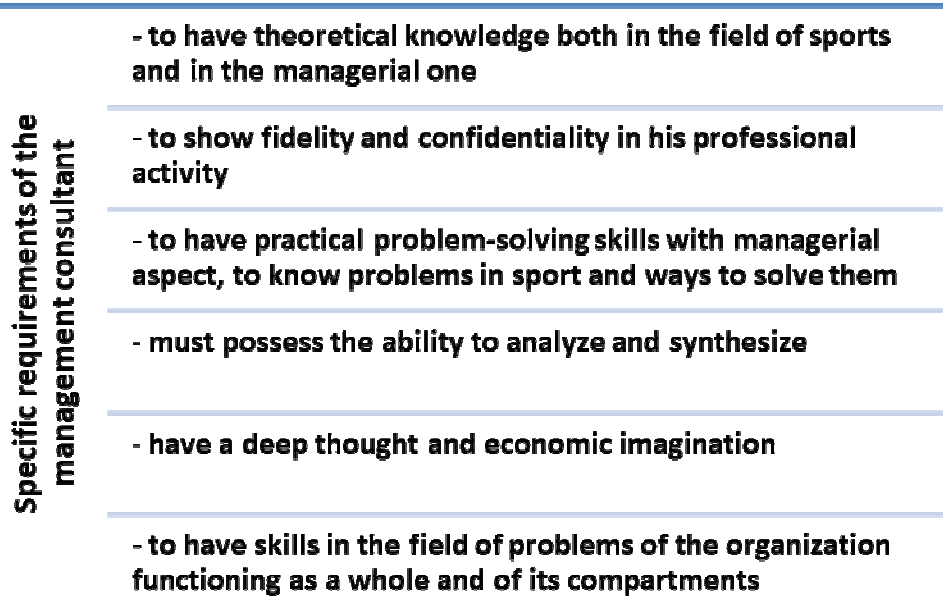 Specific requirements of the
management consultant
- to have theoretical knowledge both in the field of sports
and in the managerial one
- to show fidelity and confidentiality in his professional
activity
- to have practical problem-solving skills with managerial
aspect, to know problems in sport and ways to solve them
- must possess the ability to analyze and synthesize
- have a deep thought and economic imagination
- to have skills in the field of problems of the organization
functioning as a whole and of its compartments